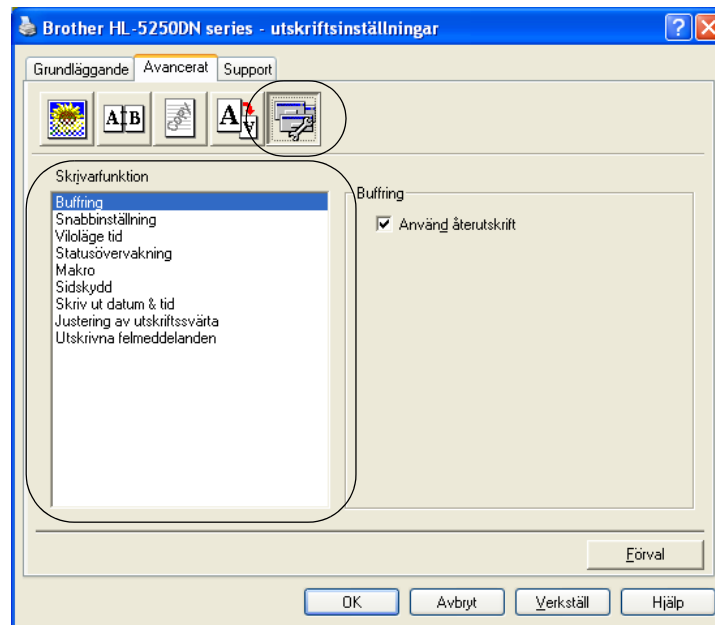 Brother HL-5250DN series - utskriftsinställningar
Grundläggande Avancerat Support
A B copy A A
Skrivarfunktion
Buffring
Snabbinställning
Viloläge tid
Statusövervakning
Makro
Sidskydd
Skriv ut datum & tid
Justering av utskriftssvärta
Utskrivna felmeddelanden
Buffring
Använd återutskrift
Förval
OK Avbryt Verkställ Hjälp